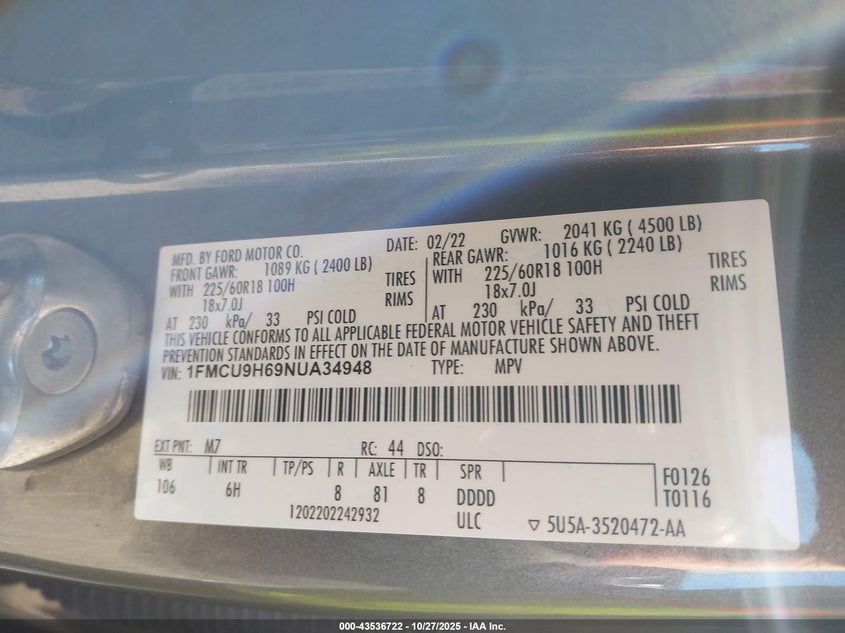 MFD. BY FORD MOTOR CO. DATE: 02/22 GVWR: 2041 KG ( 4500 LB)
FRONT GAWR: 1089 KG ( 2400 LB) REAR GAWR: 1016 KG ( 2240 LB)
WITH 225/60R18 100H TIRES WITH 225/60R18 100H TIRES
18x7.0J RIMS 18x7.0J RIMS
AT 230 kPa/ 33 PSI COLD AT 230 kPa/ 33 PSI COLD
THIS VEHICLE CONFORMS TO ALL APPLICABLE FEDERAL MOTOR VEHICLE SAFETY AND THEFT
PREVENTION STANDARDS IN EFFECT ON THE DATE OF MANUFACTURE SHOWN ABOVE.
VIN: 1FMCU9H69NUA34948 TYPE: MPV
EXT PNT: M7 RC: 44 DSO:
WB INT TR TP/PS R AXLE TR SPR F0126
106 6H 8 81 8 DDDD T0116
1202202242932 ULC ▽ 5U5A-3520472-AA
000-43536722 - 10/27/2025 - IAA Inc.